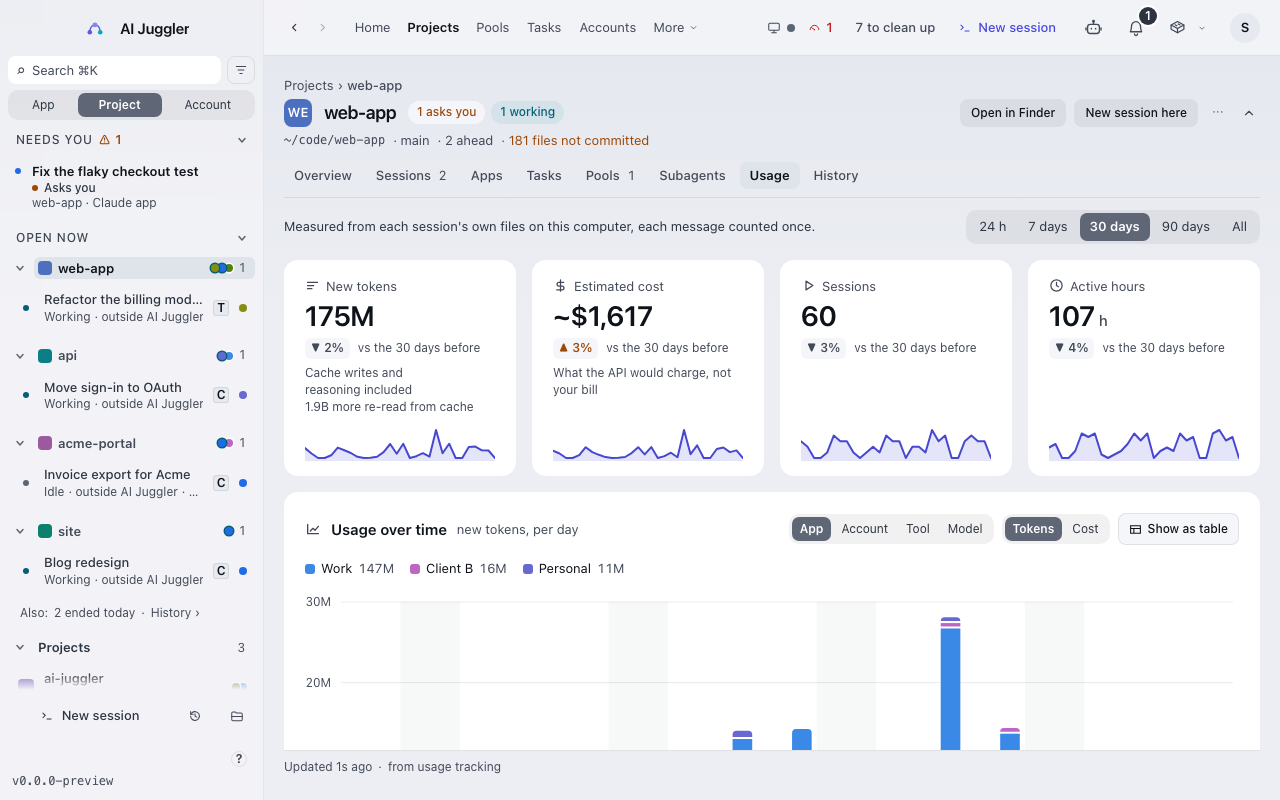 AI Juggler
Search ⌘K
App Project Account
NEEDS YOU 1
Fix the flaky checkout test
Asks you
web-app · Claude app
OPEN NOW
web-app 1
Refactor the billing mod... T
Working · outside AI Juggler
api 1
Move sign-in to OAuth C
Working · outside AI Juggler
acme-portal 1
Invoice export for Acme C
Idle · outside AI Juggler · ...
site 1
Blog redesign C
Working · outside AI Juggler
Also: 2 ended today · History ›
Projects 3
ai-juggler
New session
?
v0.0.0-preview
Home Projects Pools Tasks Accounts More
1 7 to clean up New session 1 S
Projects › web-app
WE web-app 1 asks you 1 working
Open in Finder New session here ···
~/code/web-app · main · 2 ahead · 181 files not committed
Overview Sessions 2 Apps Tasks Pools 1 Subagents Usage History
Measured from each session's own files on this computer, each message counted once.
24 h 7 days 30 days 90 days All
New tokens
175M
▼ 2% vs the 30 days before
Cache writes and
reasoning included
1.9B more re-read from cache
Estimated cost
~$1,617
▲ 3% vs the 30 days before
What the API would charge, not
your bill
Sessions
60
▼ 3% vs the 30 days before
Active hours
107 h
▼ 4% vs the 30 days before
Usage over time new tokens, per day
App Account Tool Model Tokens Cost Show as table
Work 147M Client B 16M Personal 11M
30M
20M
Updated 1s ago · from usage tracking